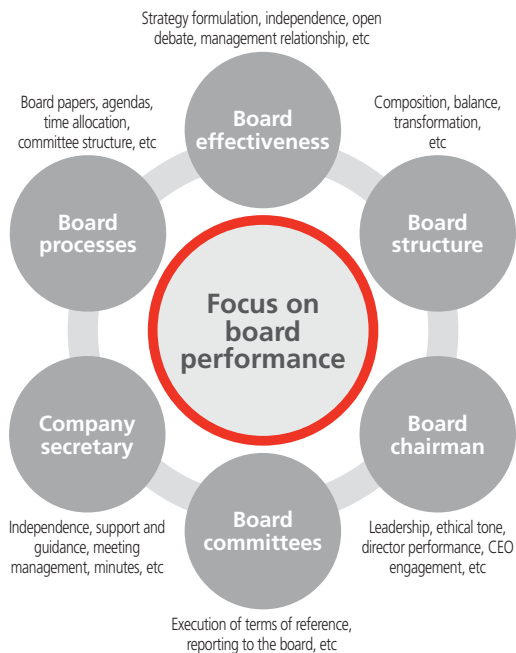 Strategy formulation, independence, open
debate, management relationship, etc
Board
effectiveness
Board papers, agendas,
time allocation,
committee structure, etc
Board
processes
Composition, balance,
transformation,
etc
Board
structure
Focus on
board
performance
Company
secretary
Independence, support and
guidance, meeting
management, minutes, etc
Board
chairman
Leadership, ethical tone,
director performance, CEO
engagement, etc
Board
committees
Execution of terms of reference,
reporting to the board, etc